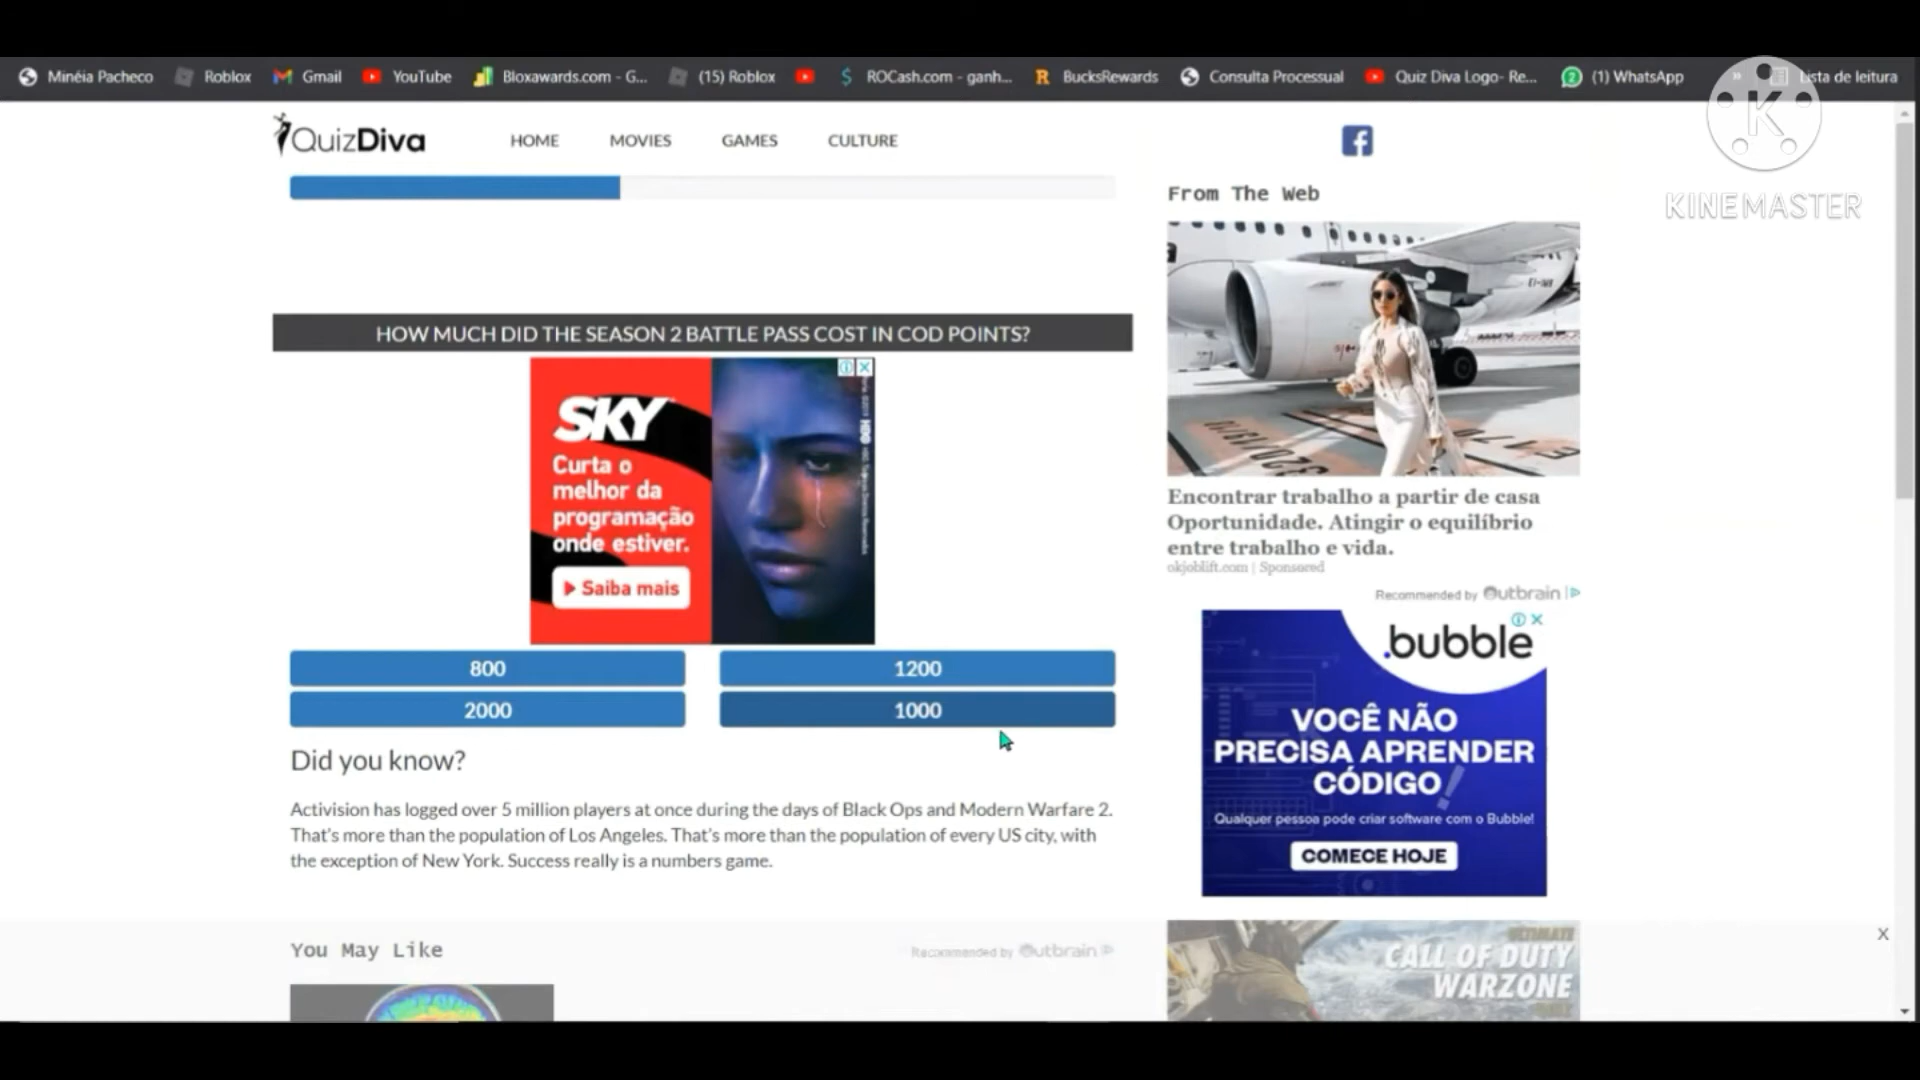 Minéia Pacheco
Roblox
Gmail
YouTube
Bloxawards.com - G...
(15) Roblox
ROCash.com - ganh...
BucksRewards
Consulta Processual
Quiz Diva Logo- Re...
(1) WhatsApp
»
Lista de leitura
K
KINEMASTER
QuizDiva
HOME
MOVIES
GAMES
CULTURE
From The Web
HOW MUCH DID THE SEASON 2 BATTLE PASS COST IN COD POINTS?
SKY
Curta o
melhor da
programação
onde estiver.
Saiba mais
HBO
Encontrar trabalho a partir de casa
Oportunidade. Atingir o equilíbrio
entre trabalho e vida.
okjoblift.com | Sponsored
Recommended by Outbrain
.bubble
VOCÊ NÃO
PRECISA APRENDER
CÓDIGO!
Qualquer pessoa pode criar software com o Bubble!
COMECE HOJE
800
1200
2000
1000
Did you know?
Activision has logged over 5 million players at once during the days of Black Ops and Modern Warfare 2.
That's more than the population of Los Angeles. That's more than the population of every US city, with
the exception of New York. Success really is a numbers game.
You May Like
Recommended by Outbrain
ULTIMATE
CALL OF DUTY
WARZONE
X